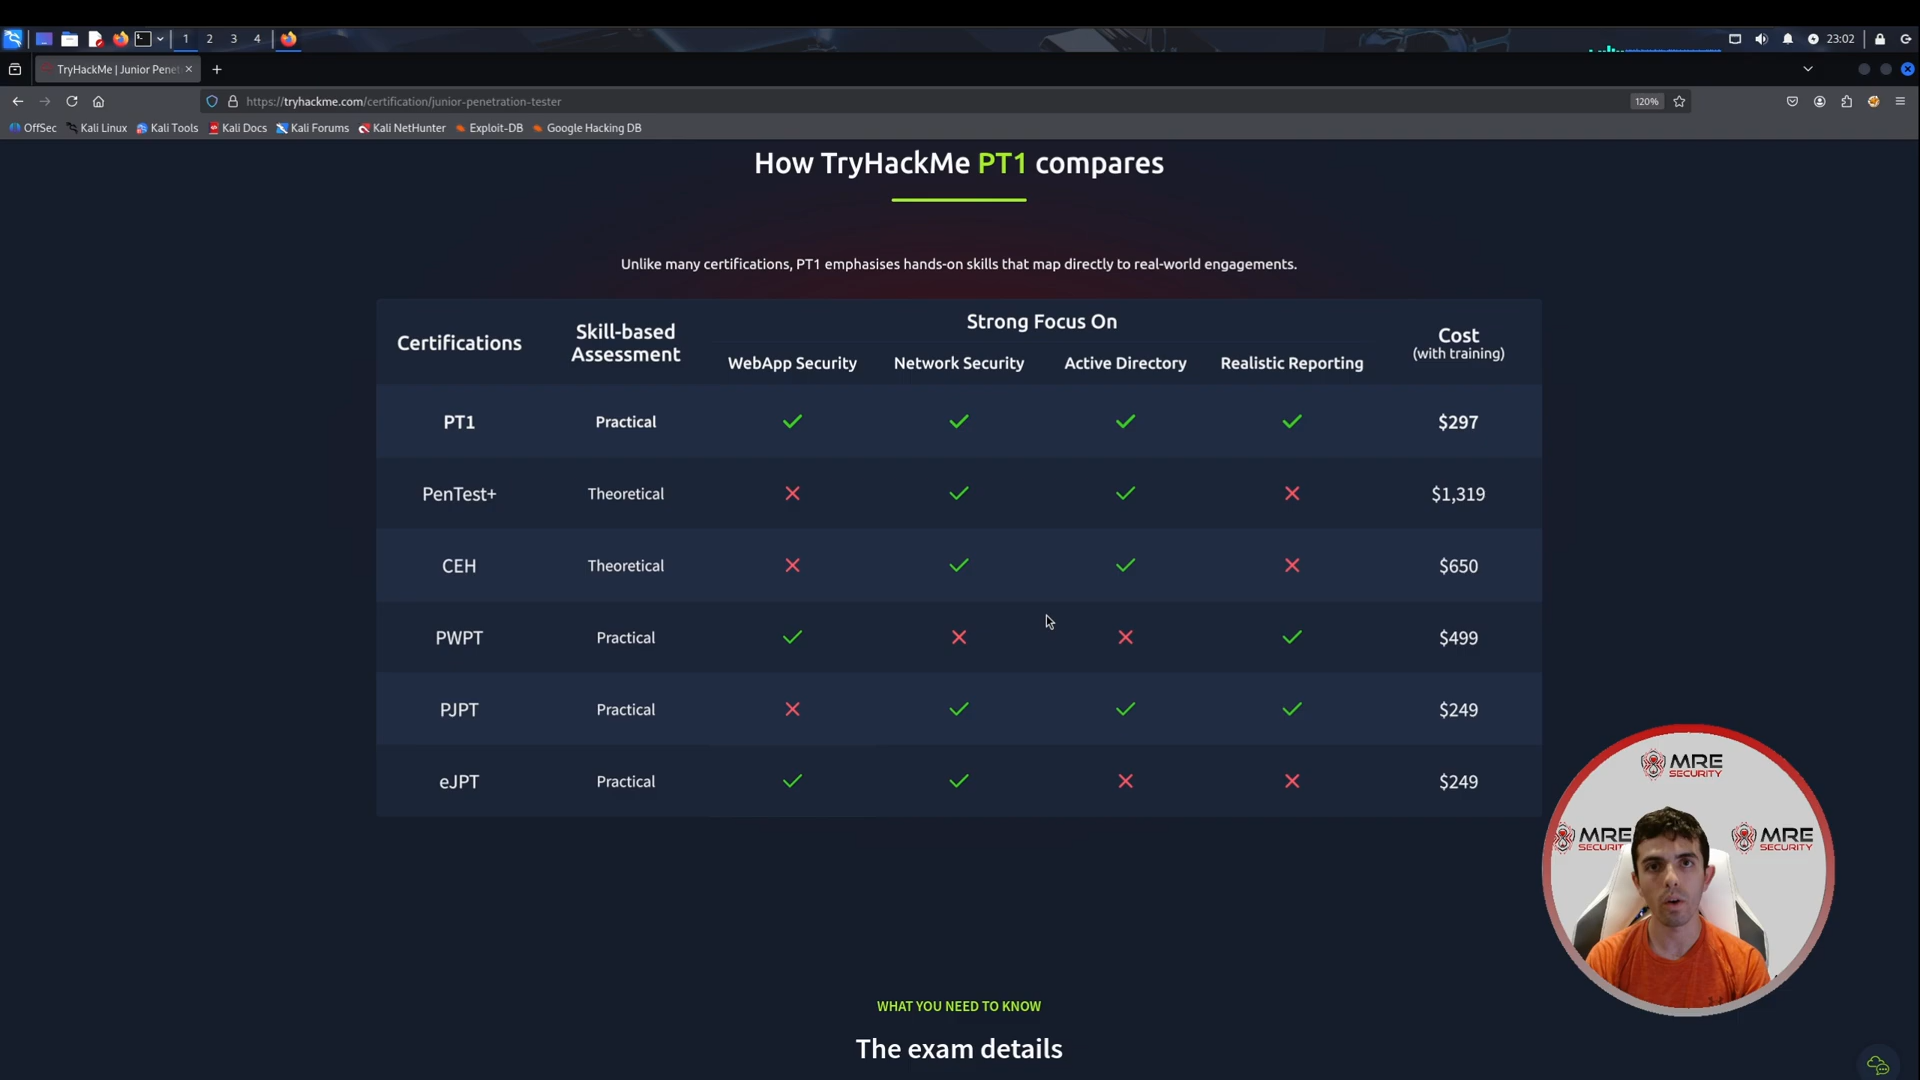 1 2 3 4 23:02
TryHackMe | Junior Penet
https://tryhackme.com/certification/junior-penetration-tester 120%
OffSec Kali Linux Kali Tools Kali Docs Kali Forums Kali NetHunter Exploit-DB Google Hacking DB
How TryHackMe PT1 compares
Unlike many certifications, PT1 emphasises hands-on skills that map directly to real-world engagements.
Certifications Skill-based Assessment Strong Focus On Cost (with training)
WebApp Security Network Security Active Directory Realistic Reporting
PT1 Practical ✓ ✓ ✓ ✓ $297
PenTest+ Theoretical ✕ ✓ ✓ ✕ $1,319
CEH Theoretical ✕ ✓ ✓ ✕ $650
PWPT Practical ✓ ✕ ✕ ✓ $499
PJPT Practical ✕ ✓ ✓ ✓ $249
eJPT Practical ✓ ✓ ✕ ✕ $249
MRE SECURITY
MRE SECURITY
MRE SECURITY
WHAT YOU NEED TO KNOW
The exam details